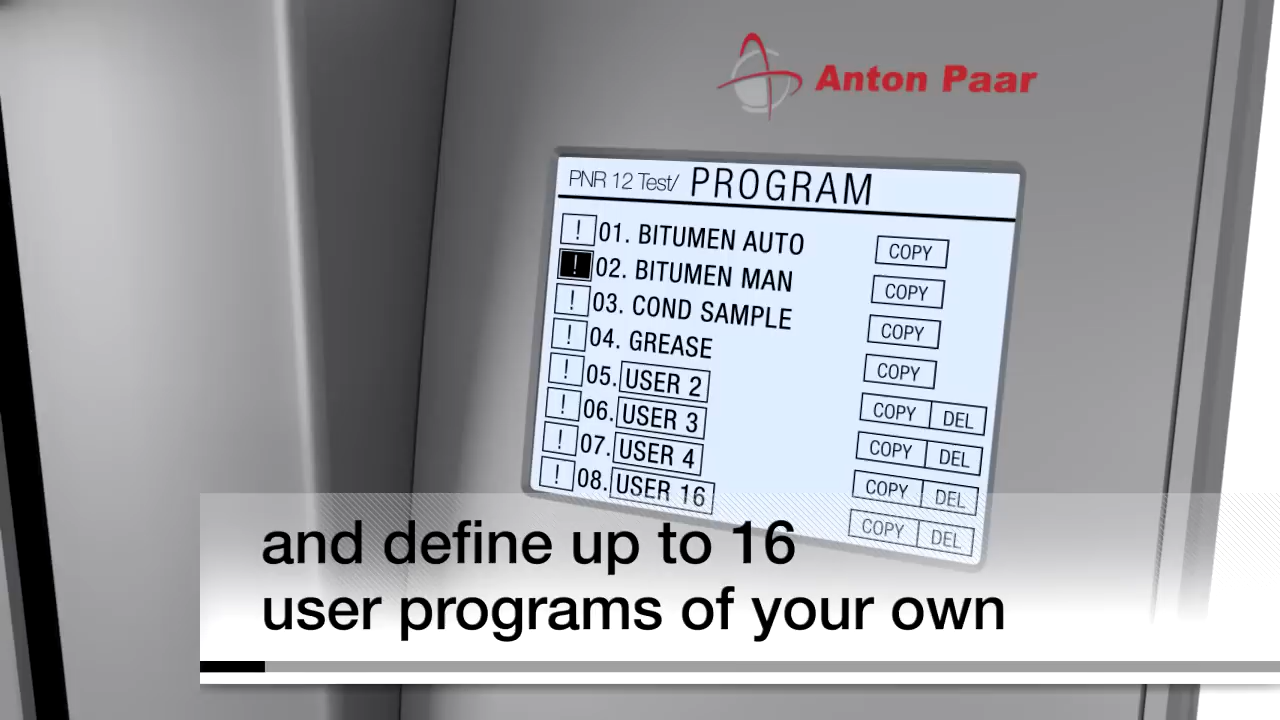 Anton Paar
PNR 12 Test/ PROGRAM
! 01. BITUMEN AUTO COPY
! 02. BITUMEN MAN COPY
! 03. COND SAMPLE COPY
! 04. GREASE COPY
! 05. USER 2 COPY DEL
! 06. USER 3 COPY DEL
! 07. USER 4 COPY DEL
! 08. USER 16 COPY DEL
and define up to 16
user programs of your own